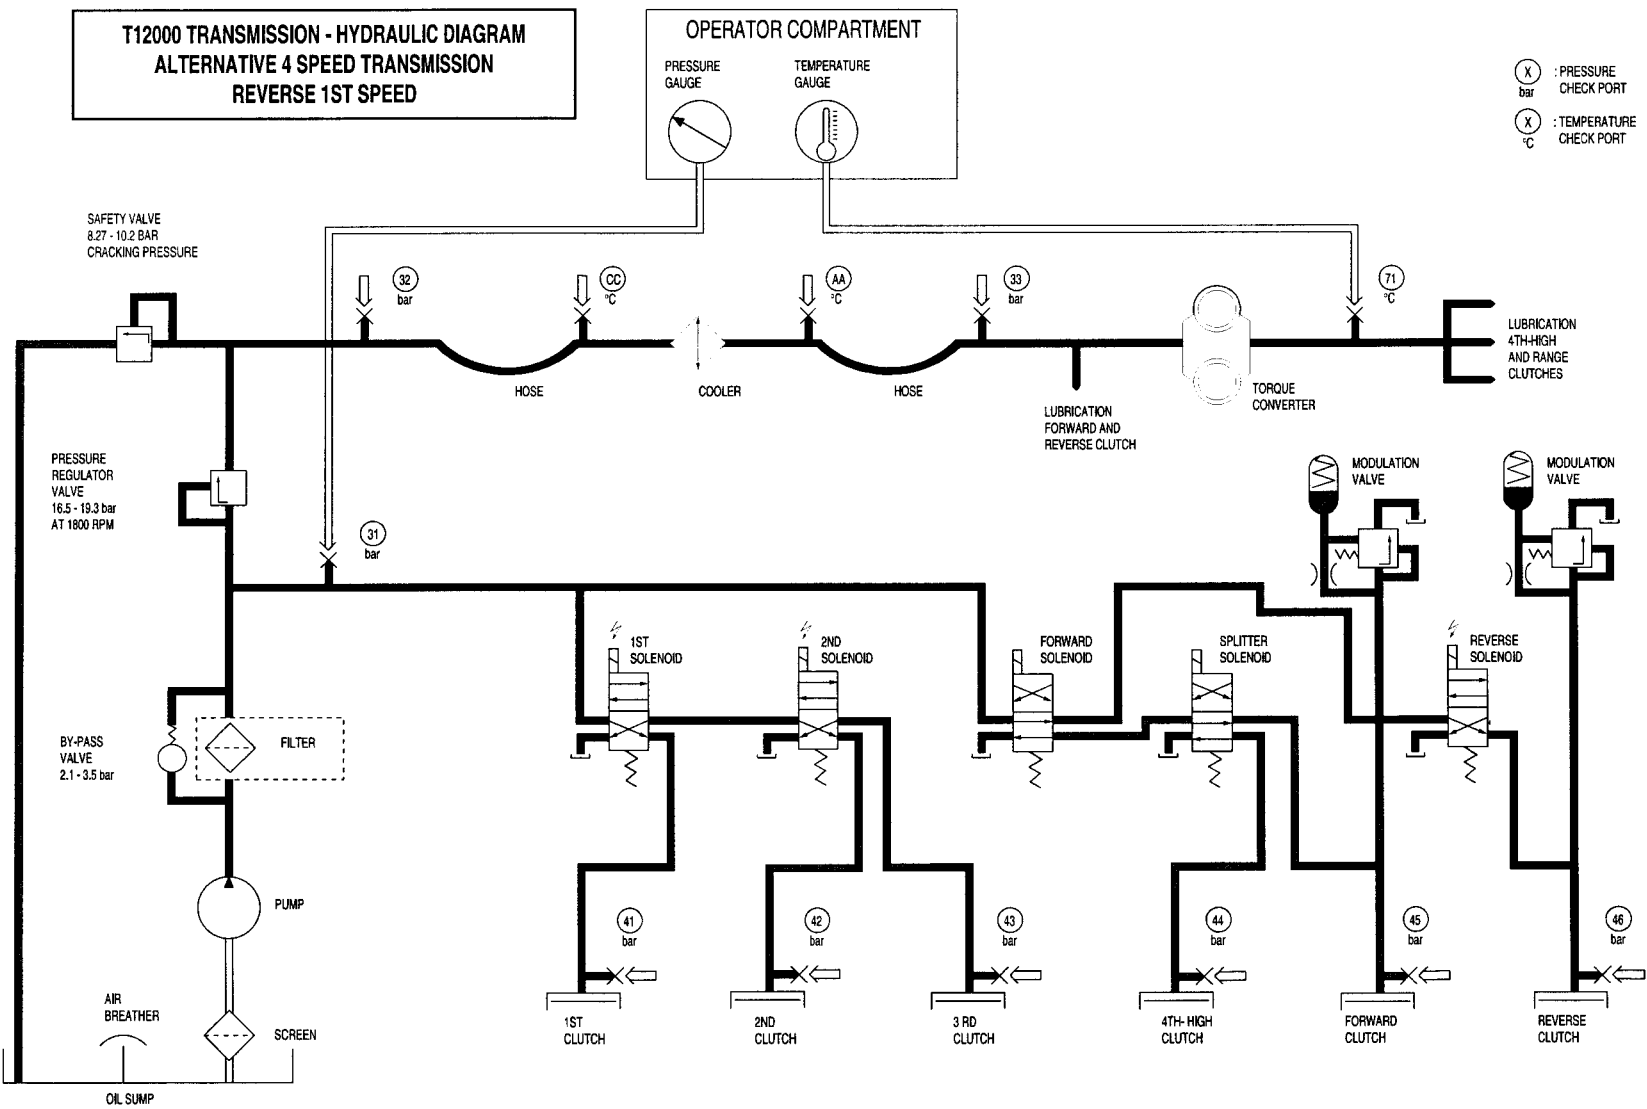 T12000 TRANSMISSION - HYDRAULIC DIAGRAM
ALTERNATIVE 4 SPEED TRANSMISSION
REVERSE 1ST SPEED
OPERATOR COMPARTMENT
PRESSURE
GAUGE
TEMPERATURE
GAUGE
X
bar
: PRESSURE
CHECK PORT
X
°C
: TEMPERATURE
CHECK PORT
SAFETY VALVE
8.27 - 10.2 BAR
CRACKING PRESSURE
32
bar
CC
°C
AA
°C
33
bar
71
°C
HOSE
COOLER
HOSE
LUBRICATION
FORWARD AND
REVERSE CLUTCH
TORQUE
CONVERTER
LUBRICATION
4TH-HIGH
AND RANGE
CLUTCHES
PRESSURE
REGULATOR
VALVE
16.5 - 19.3 bar
AT 1800 RPM
31
bar
MODULATION
VALVE
MODULATION
VALVE
1ST
SOLENOID
2ND
SOLENOID
FORWARD
SOLENOID
SPLITTER
SOLENOID
REVERSE
SOLENOID
BY-PASS
VALVE
2.1 - 3.5 bar
FILTER
PUMP
41
bar
42
bar
43
bar
44
bar
45
bar
46
bar
AIR
BREATHER
SCREEN
OIL SUMP
1ST
CLUTCH
2ND
CLUTCH
3 RD
CLUTCH
4TH- HIGH
CLUTCH
FORWARD
CLUTCH
REVERSE
CLUTCH